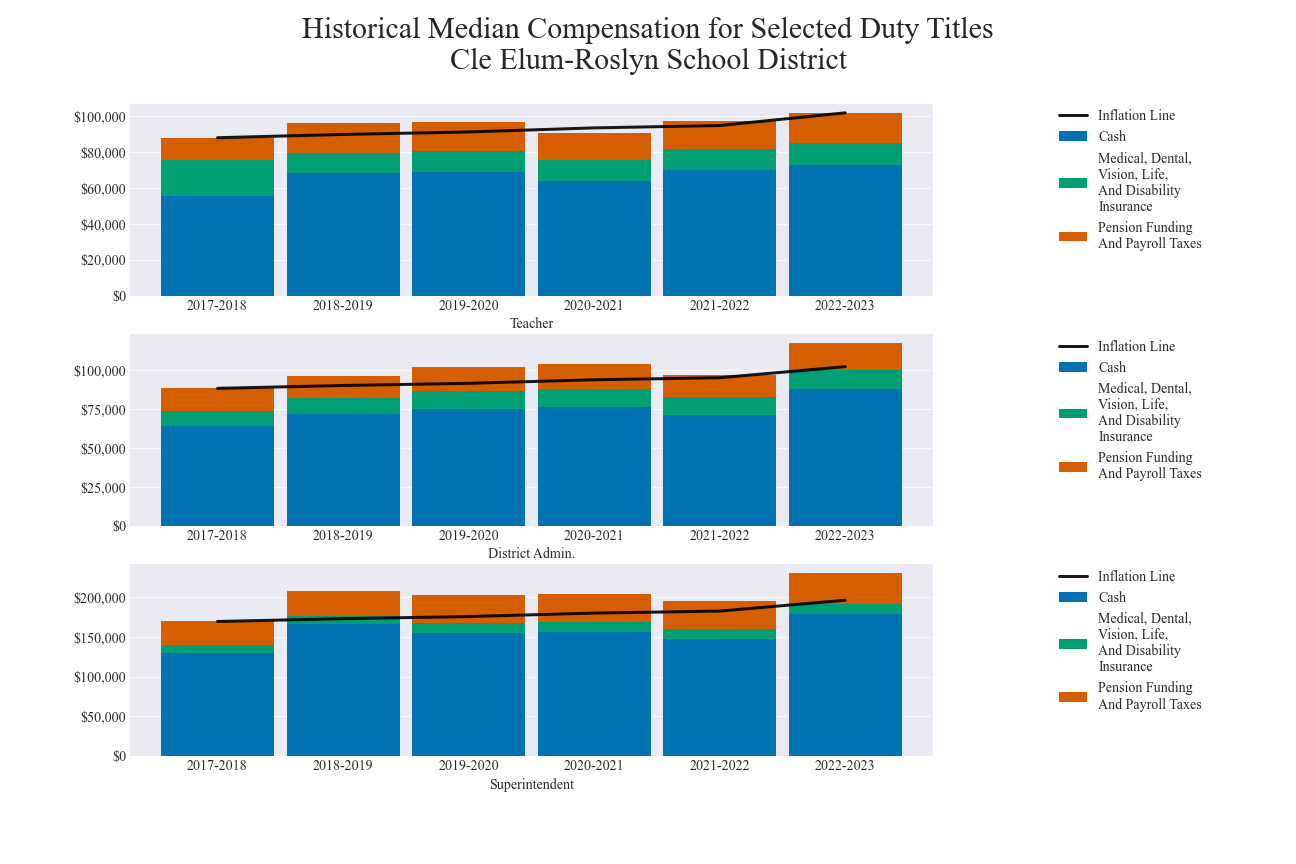 Historical Median Compensation for Selected Duty Titles
Cle Elum-Roslyn School District
$100,000
$80,000
$60,000
$40,000
$20,000
$0
2017-2018
2018-2019
2019-2020
2020-2021
2021-2022
2022-2023
Teacher
Inflation Line
Cash
Medical, Dental,
Vision, Life,
And Disability
Insurance
Pension Funding
And Payroll Taxes
$100,000
$75,000
$50,000
$25,000
$0
2017-2018
2018-2019
2019-2020
2020-2021
2021-2022
2022-2023
District Admin.
Inflation Line
Cash
Medical, Dental,
Vision, Life,
And Disability
Insurance
Pension Funding
And Payroll Taxes
$200,000
$150,000
$100,000
$50,000
$0
2017-2018
2018-2019
2019-2020
2020-2021
2021-2022
2022-2023
Superintendent
Inflation Line
Cash
Medical, Dental,
Vision, Life,
And Disability
Insurance
Pension Funding
And Payroll Taxes